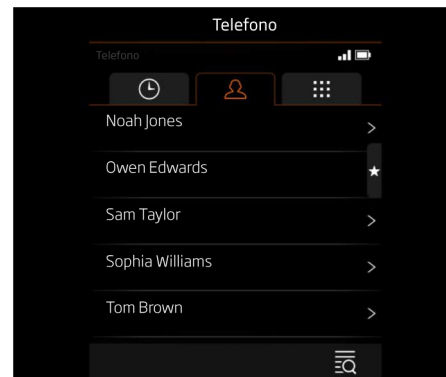 Telefono
Telefono
Noah Jones
Owen Edwards
Sam Taylor
Sophia Williams
Tom Brown